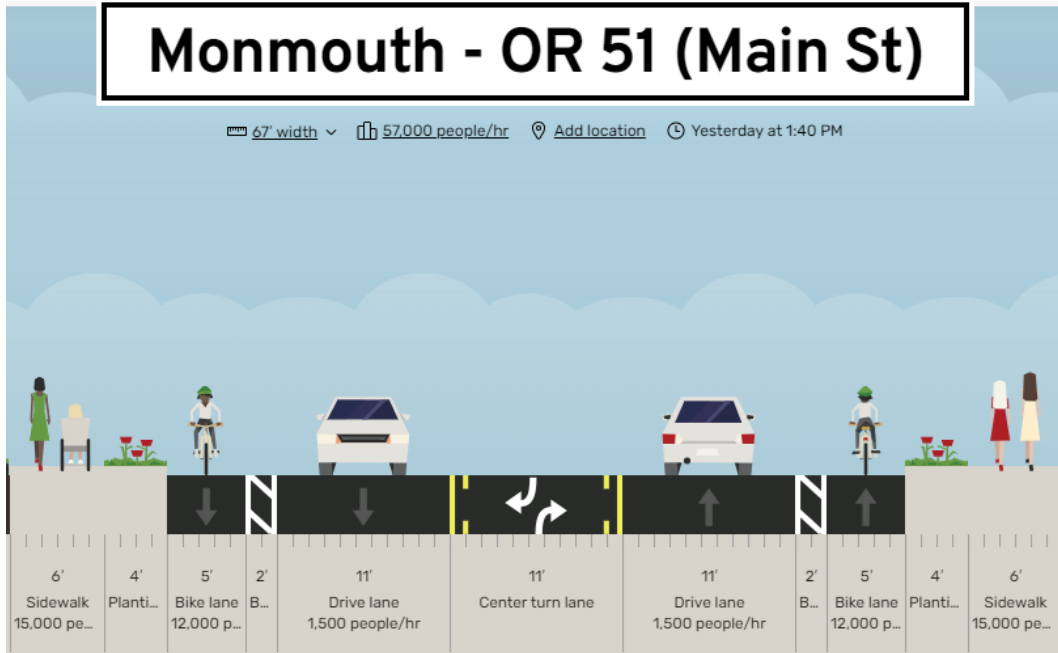 Monmouth - OR 51 (Main St)
67′ width 57,000 people/hr Add location Yesterday at 1:40 PM
6′ 4′ 5′ 2′ 11′ 11′ 11′ 2′ 5′ 4′ 6′
Sidewalk Planti... Bike lane B... Drive lane Center turn lane Drive lane B... Bike lane Planti... Sidewalk
15,000 pe... 12,000 p... 1,500 people/hr 1,500 people/hr 12,000 p... 15,000 pe...